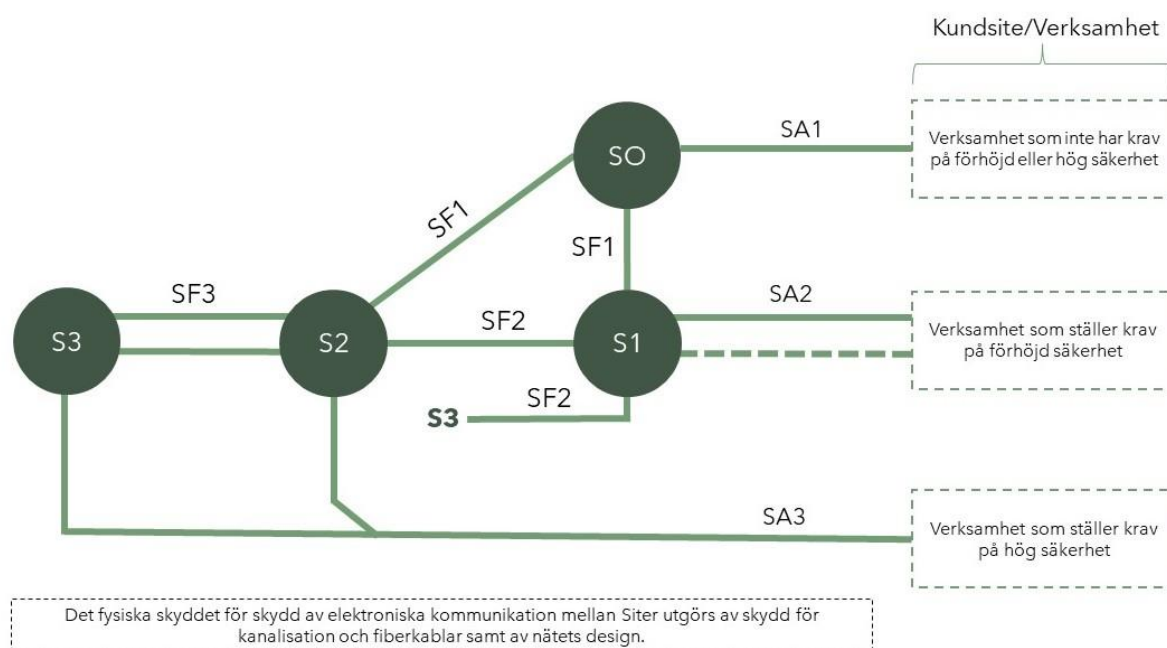 Kundsite/Verksamhet
SO
SA1
Verksamhet som inte har krav
på förhöjd eller hög säkerhet
SF1
SF1
S3
SF3
S2
SF2
S1
SA2
Verksamhet som ställer krav
på förhöjd säkerhet
S3
SF2
SA3
Verksamhet som ställer krav
på hög säkerhet
Det fysiska skyddet för skydd av elektroniska kommunikation mellan Siter utgörs av skydd för
kanalisation och fiberkablar samt av nätets design.